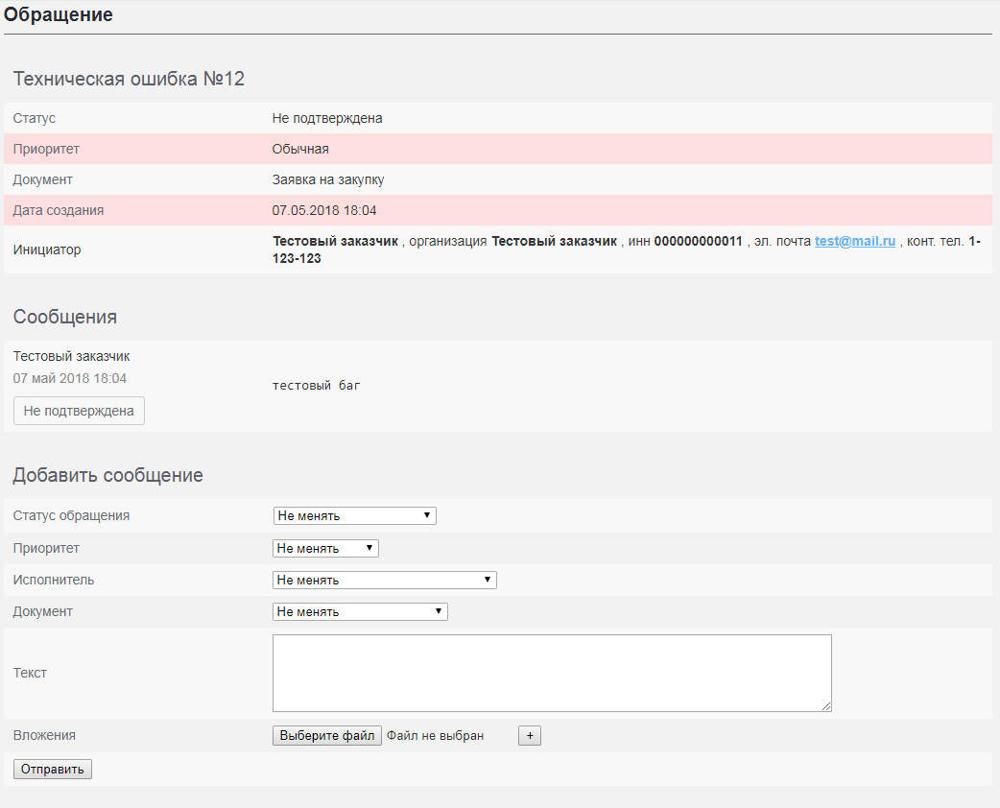 Обращение
Техническая ошибка №12
Статус Не подтверждена
Приоритет Обычная
Документ Заявка на закупку
Дата создания 07.05.2018 18:04
Инициатор Тестовый заказчик , организация Тестовый заказчик , инн 000000000011 , эл. почта test@mail.ru , конт. тел. 1-
123-123
Сообщения
Тестовый заказчик
07 май 2018 18:04
тестовый баг
Не подтверждена
Добавить сообщение
Статус обращения Не менять
Приоритет Не менять
Исполнитель Не менять
Документ Не менять
Текст
Вложения Выберите файл Файл не выбран +
Отправить